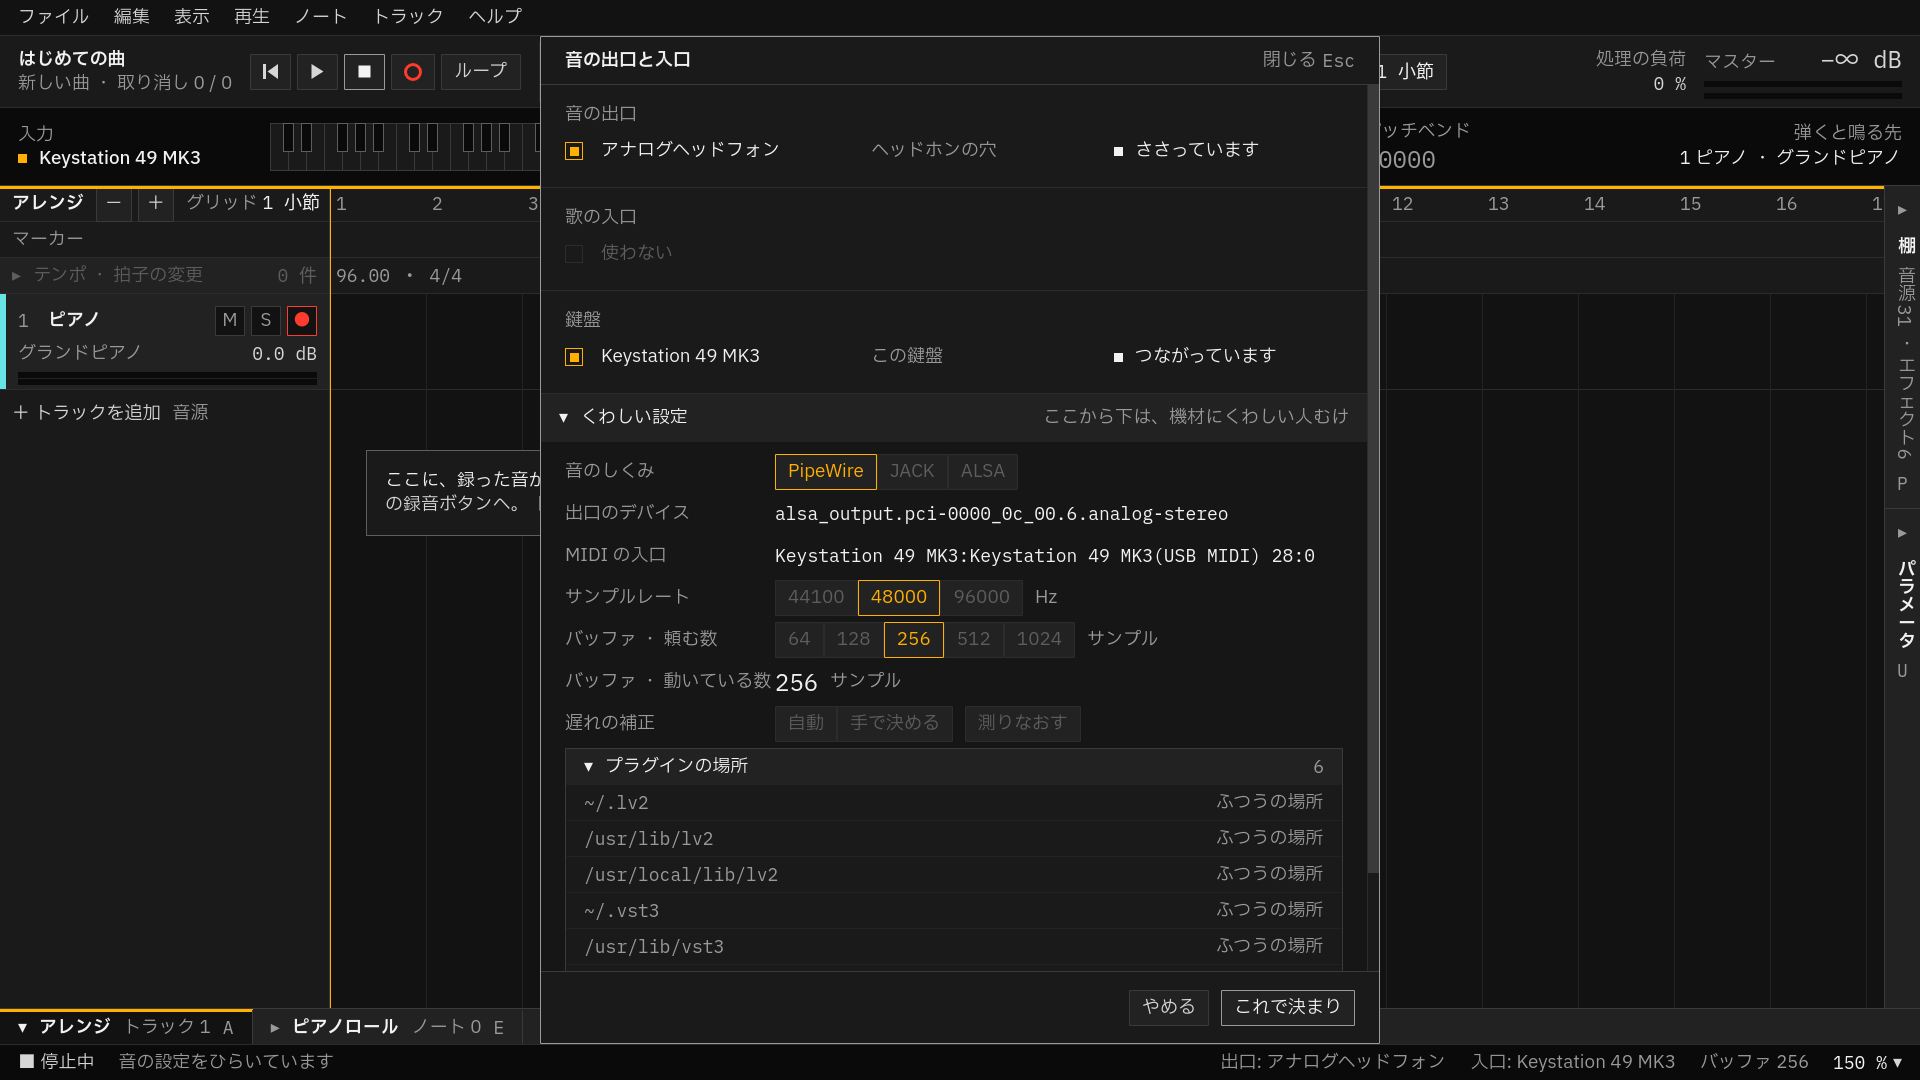 ファイル 編集 表示 再生 ノート トラック ヘルプ
はじめての曲
新しい曲 · 取り消し 0 / 0
ループ
1 小節
処理の負荷
0 %
マスター −∞ dB
入力
Keystation 49 MK3
ッチベンド
0000
弾くと鳴る先
1 ピアノ · グランドピアノ
アレンジ − + グリッド 1 小節
1 2 3 12 13 14 15 16 1
マーカー
▸ テンポ · 拍子の変更 0 件
96.00 · 4/4
1 ピアノ M S
グランドピアノ 0.0 dB
+ トラックを追加 音源
ここに、録った音が
の録音ボタンへ。
音の出口と入口 閉じる Esc
音の出口
アナログヘッドフォン ヘッドホンの穴 ささっています
歌の入口
使わない
鍵盤
Keystation 49 MK3 この鍵盤 つながっています
▾ くわしい設定 ここから下は、機材にくわしい人むけ
音のしくみ PipeWire JACK ALSA
出口のデバイス alsa_output.pci-0000_0c_00.6.analog-stereo
MIDI の入口 Keystation 49 MK3:Keystation 49 MK3(USB MIDI) 28:0
サンプルレート 44100 48000 96000 Hz
バッファ · 頼む数 64 128 256 512 1024 サンプル
バッファ · 動いている数 256 サンプル
遅れの補正 自動 手で決める 測りなおす
▾ プラグインの場所 6
~/.lv2 ふつうの場所
/usr/lib/lv2 ふつうの場所
/usr/local/lib/lv2 ふつうの場所
~/.vst3 ふつうの場所
/usr/lib/vst3 ふつうの場所
やめる これで決まり
▸ 棚 音源 31 · エフェクト 6 P
▸ パラメータ U
▾ アレンジ トラック 1 A
▸ ピアノロール ノート 0 E
■ 停止中 音の設定をひらいています
出口: アナログヘッドフォン 入口: Keystation 49 MK3 バッファ 256 150 % ▾